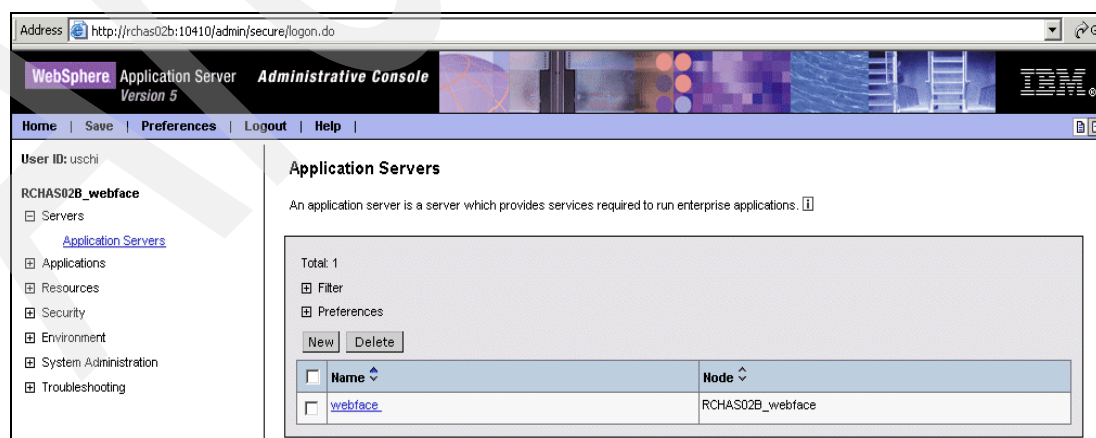 Address http://rchas02b:10410/admin/secure/logon.do
WebSphere Application Server Administrative Console
Version 5
IBM
Home | Save | Preferences | Logout | Help |
User ID: uschi
RCHAS02B_webface
Servers
Application Servers
Applications
Resources
Security
Environment
System Administration
Troubleshooting
Application Servers
An application server is a server which provides services required to run enterprise applications.
Total: 1
Filter
Preferences
New Delete
Name Node
webface RCHAS02B_webface